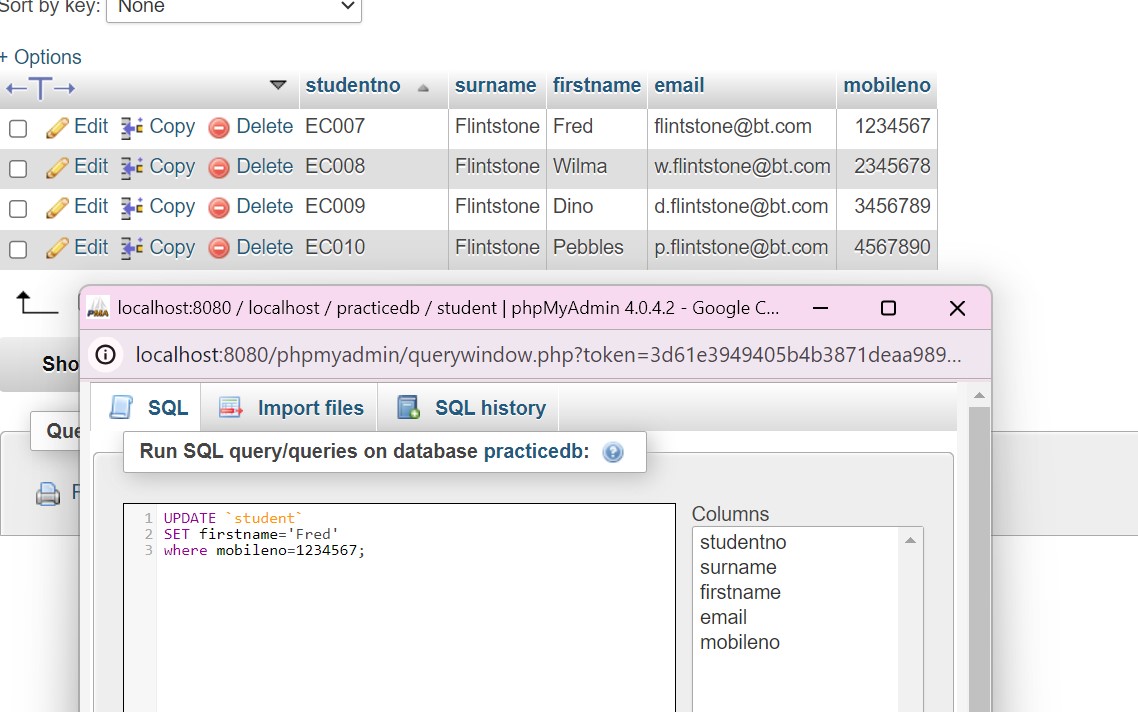 Sort by key: None
+ Options
←T→ studentno surname firstname email mobileno
Edit Copy Delete EC007 Flintstone Fred flintstone@bt.com 1234567
Edit Copy Delete EC008 Flintstone Wilma w.flintstone@bt.com 2345678
Edit Copy Delete EC009 Flintstone Dino d.flintstone@bt.com 3456789
Edit Copy Delete EC010 Flintstone Pebbles p.flintstone@bt.com 4567890
localhost:8080 / localhost / practicedb / student | phpMyAdmin 4.0.4.2 - Google C...
localhost:8080/phpmyadmin/querywindow.php?token=3d61e3949405b4b3871deaa989...
Sho
SQL Import files SQL history
Que
Run SQL query/queries on database practicedb:
Columns
1 UPDATE `student`
2 SET firstname='Fred'
3 where mobileno=1234567;
studentno
surname
firstname
email
mobileno